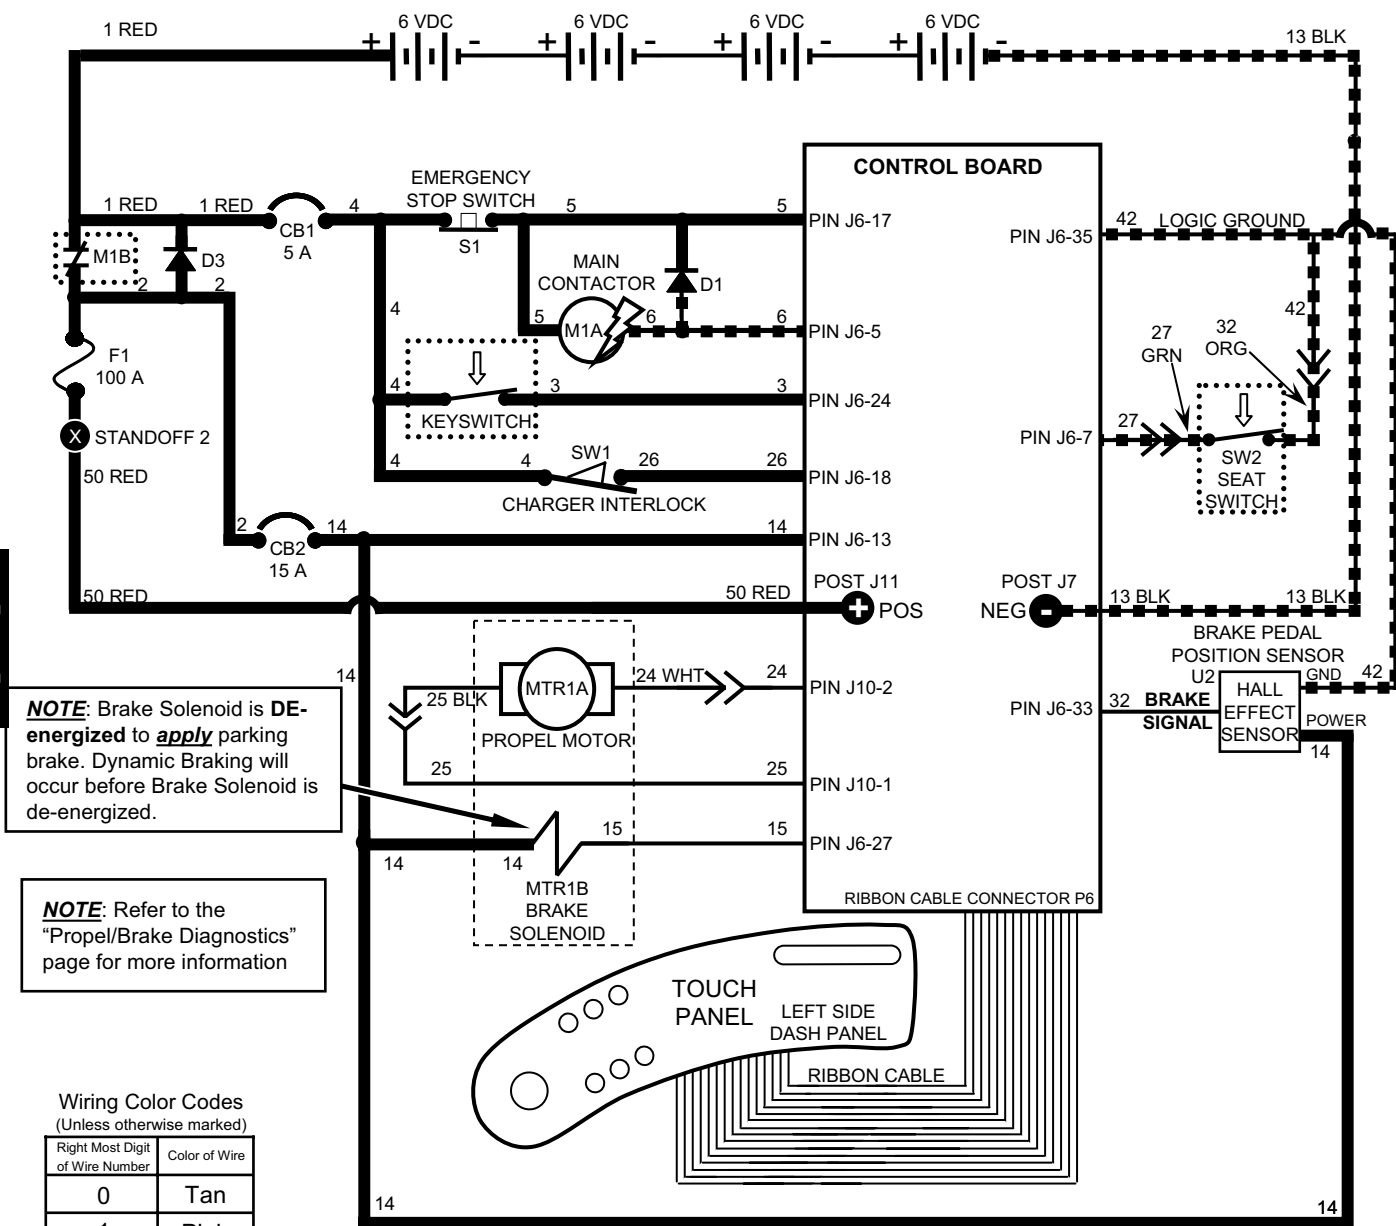 1 RED
6 VDC
6 VDC
6 VDC
6 VDC
13 BLK
+ - + - + - + -
CONTROL BOARD
EMERGENCY
STOP SWITCH
S1
1 RED
1 RED
4
5
5
PIN J6-17
CB1
5 A
M1B
D3
2
2
MAIN
CONTACTOR
M1A
D1
4
5
6
6
PIN J6-5
42
LOGIC GROUND
PIN J6-35
42
F1
100 A
4
3
3
PIN J6-24
KEYSWITCH
27
GRN
32
ORG
STANDOFF 2
X
50 RED
PIN J6-7
27
SW2
SEAT
SWITCH
4
4
SW1
26
26
PIN J6-18
CHARGER INTERLOCK
2
14
14
PIN J6-13
CB2
15 A
50 RED
50 RED
POST J11
+ POS
POST J7
NEG -
13 BLK
13 BLK
BRAKE PEDAL
POSITION SENSOR
U2
GND
42
HALL
EFFECT
SENSOR
POWER
14
PIN J6-33
32
BRAKE
SIGNAL
14
25 BLK
MTR1A
24 WHT
24
PIN J10-2
PROPEL MOTOR
25
25
PIN J10-1
NOTE: Brake Solenoid is DE-
energized to apply parking
brake. Dynamic Braking will
occur before Brake Solenoid is
de-energized.
14
14
15
15
PIN J6-27
MTR1B
BRAKE
SOLENOID
RIBBON CABLE CONNECTOR P6
NOTE: Refer to the
“Propel/Brake Diagnostics”
page for more information
TOUCH
PANEL
LEFT SIDE
DASH PANEL
RIBBON CABLE
Wiring Color Codes
(Unless otherwise marked)
Right Most Digit
of Wire Number
Color of Wire
0 Tan
14
14